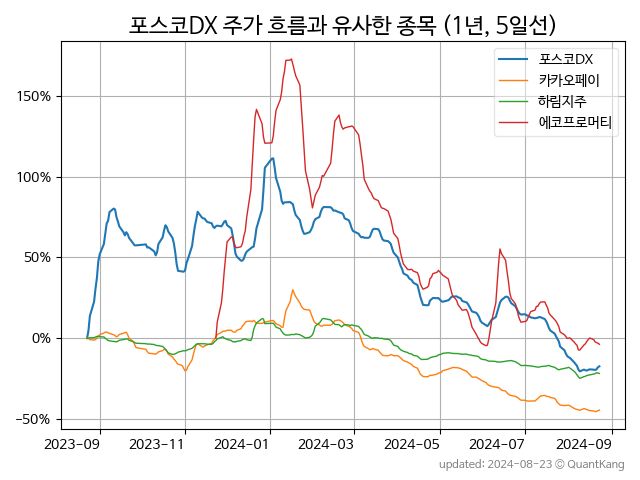 포스코DX 주가 흐름과 유사한 종목 (1년, 5일선)
포스코DX
카카오페이
하림지주
에코프로머티
150%
100%
50%
0%
−50%
2023-09 2023-11 2024-01 2024-03 2024-05 2024-07 2024-09
updated: 2024-08-23 © QuantKang